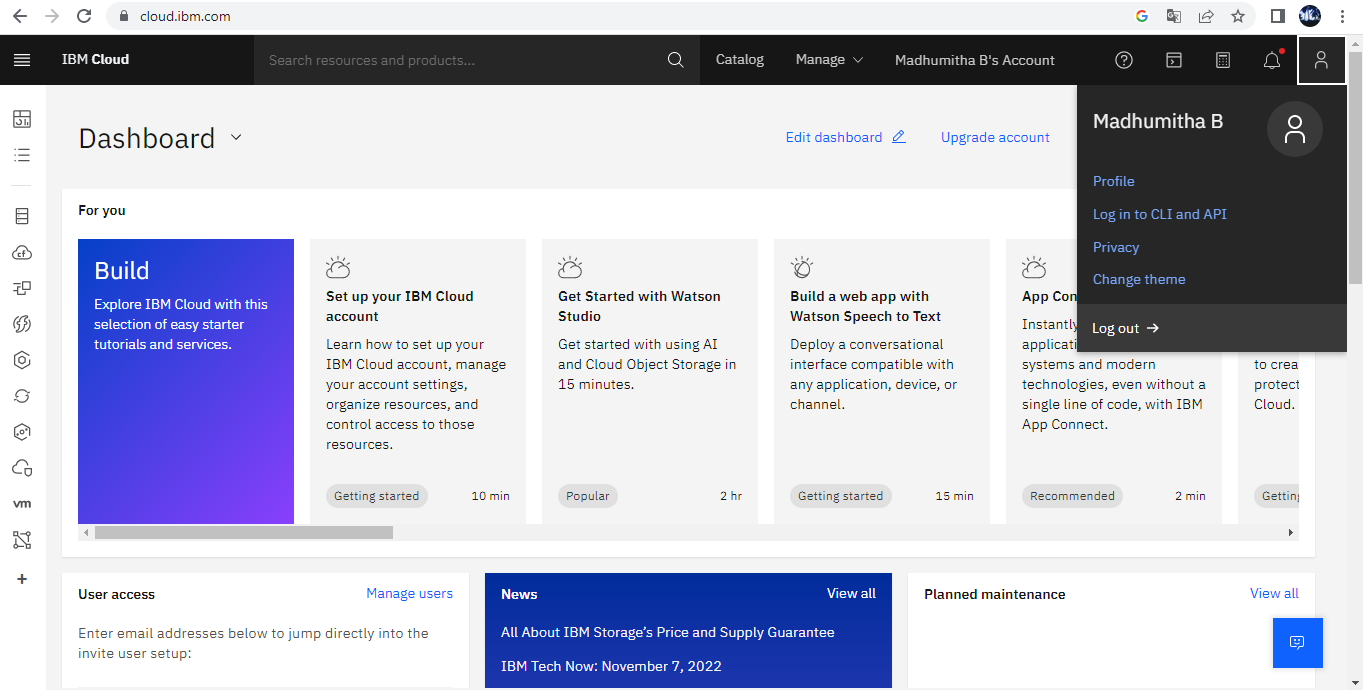 cloud.ibm.com
IBM Cloud
Search resources and products...
Catalog
Manage
Madhumitha B's Account
Madhumitha B
Profile
Log in to CLI and API
Privacy
Change theme
Log out
Dashboard
Edit dashboard
Upgrade account
For you
Build
Explore IBM Cloud with this
selection of easy starter
tutorials and services.
Set up your IBM Cloud
account
Learn how to set up your
IBM Cloud account, manage
your account settings,
organize resources, and
control access to those
resources.
Getting started
10 min
Get Started with Watson
Studio
Get started with using AI
and Cloud Object Storage in
15 minutes.
Popular
2 hr
Build a web app with
Watson Speech to Text
Deploy a conversational
interface compatible with
any application, device, or
channel.
Getting started
15 min
App Con
Instantly
applicati
systems and modern
technologies, even without a
single line of code, with IBM
App Connect.
Recommended
2 min
to crea
protect
Cloud.
Getting
cf
vm
User access
Manage users
Enter email addresses below to jump directly into the
invite user setup:
News
View all
All About IBM Storage's Price and Supply Guarantee
IBM Tech Now: November 7, 2022
Planned maintenance
View all